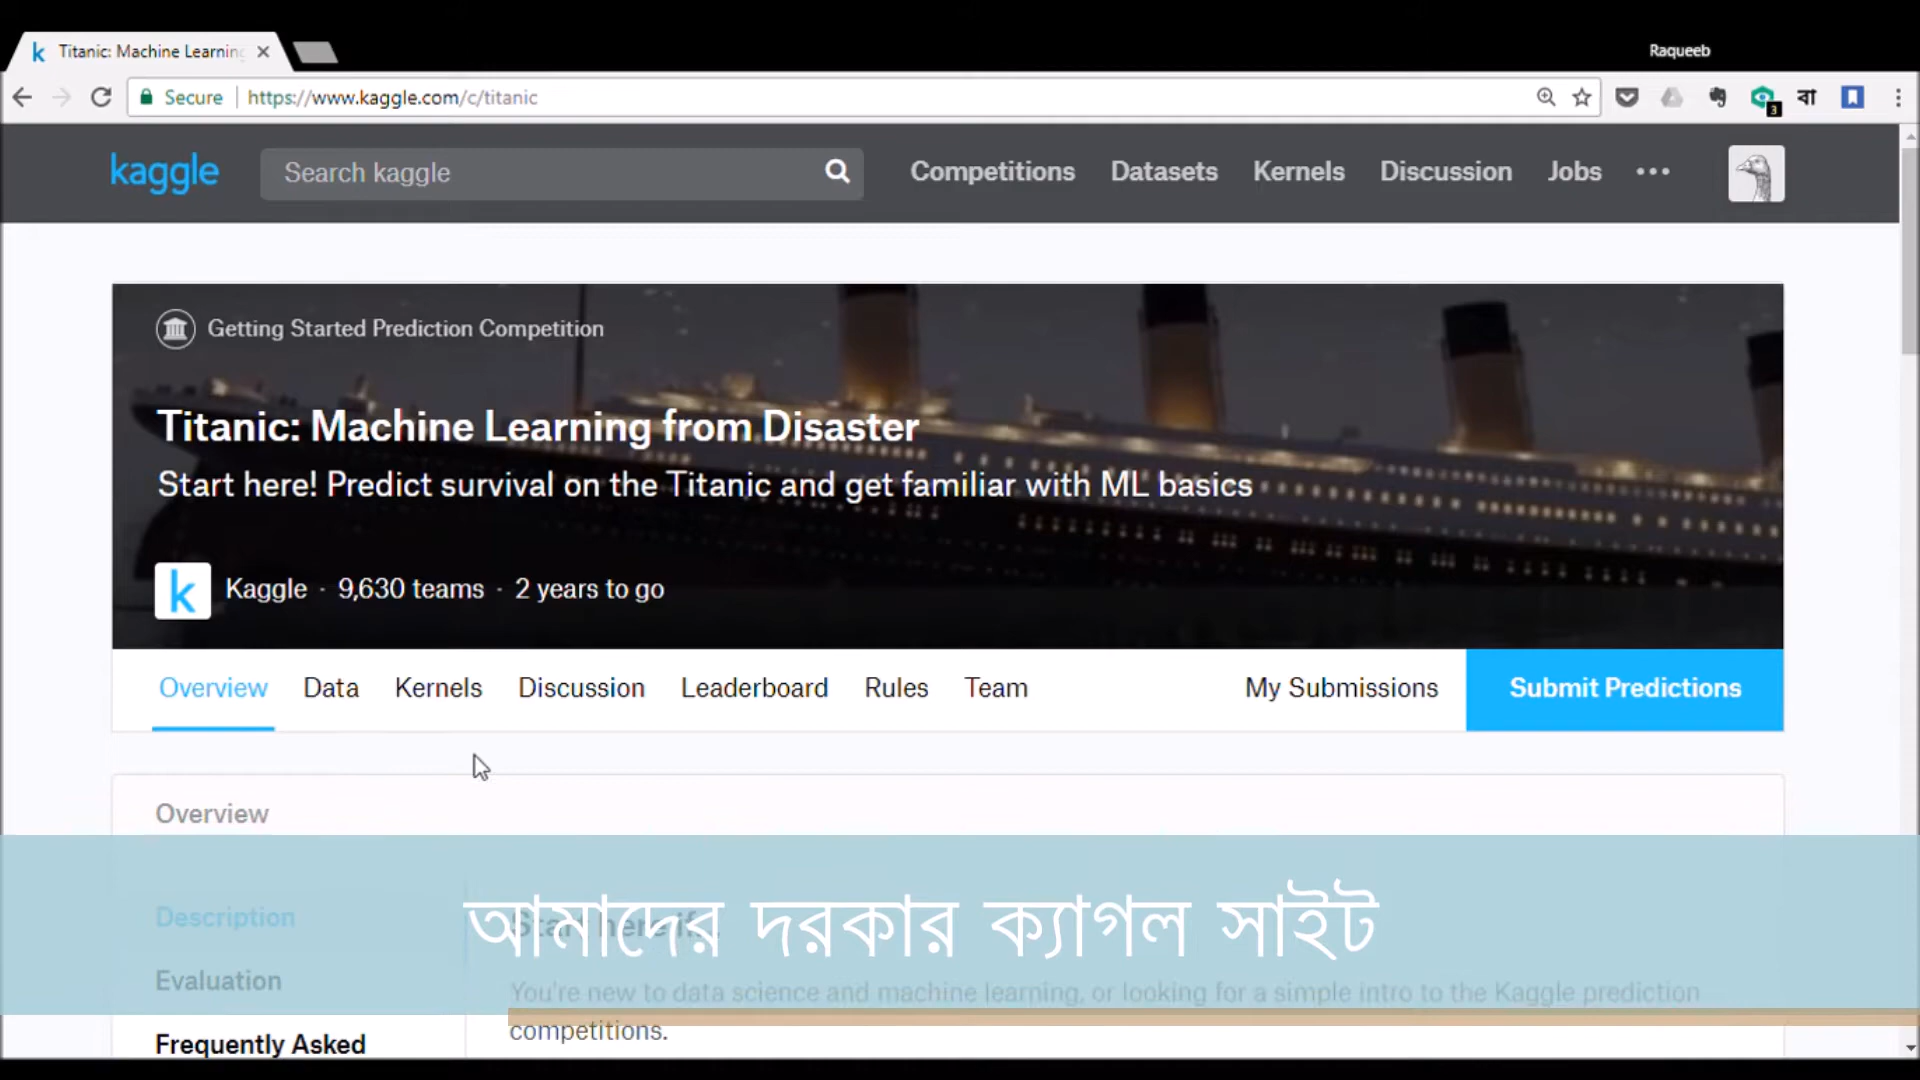 Titanic: Machine Learning
Raqueeb
Secure
https://www.kaggle.com/c/titanic
3
বা
kaggle
Search kaggle
Competitions
Datasets
Kernels
Discussion
Jobs
Getting Started Prediction Competition
Titanic: Machine Learning from Disaster
Start here! Predict survival on the Titanic and get familiar with ML basics
k
Kaggle · 9,630 teams · 2 years to go
Overview
Data
Kernels
Discussion
Leaderboard
Rules
Team
My Submissions
Submit Predictions
Overview
Description
Start here if...
আমাদের দরকার ক্যাগল সাইট
Evaluation
You're new to data science and machine learning, or looking for a simple intro to the Kaggle prediction
competitions.
Frequently Asked